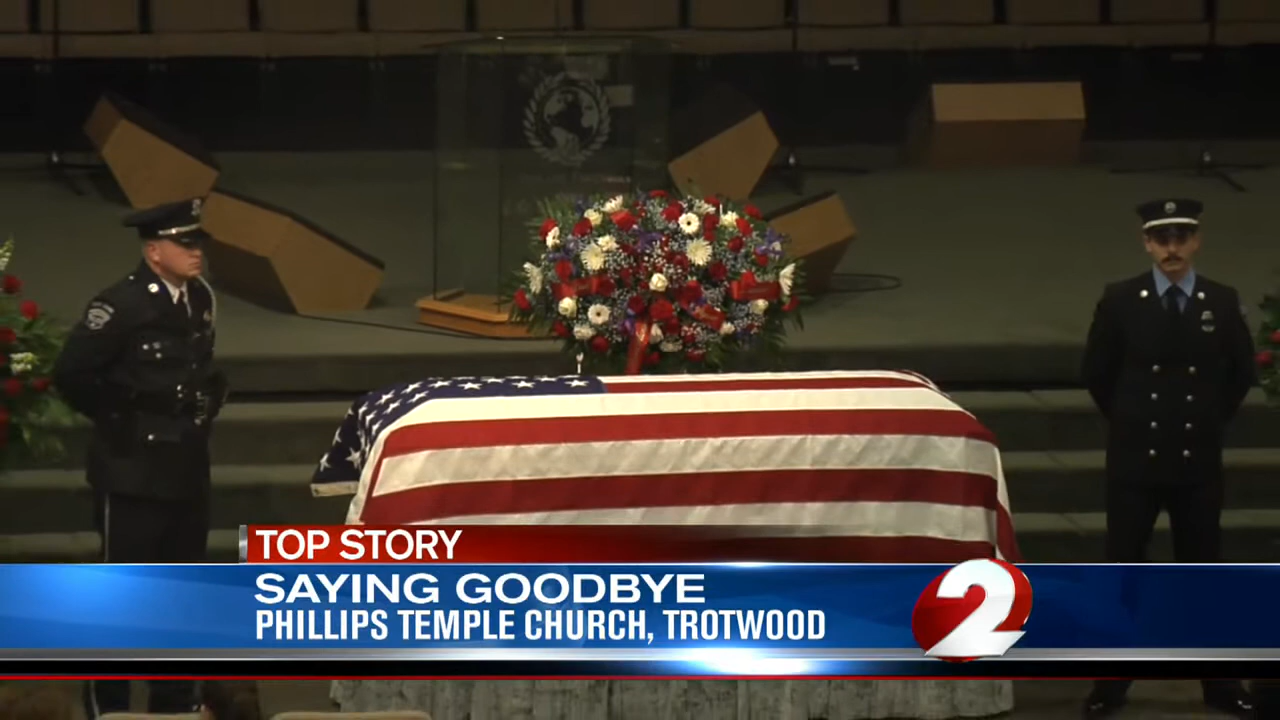 TOP STORY
SAYING GOODBYE
PHILLIPS TEMPLE CHURCH, TROTWOOD
2